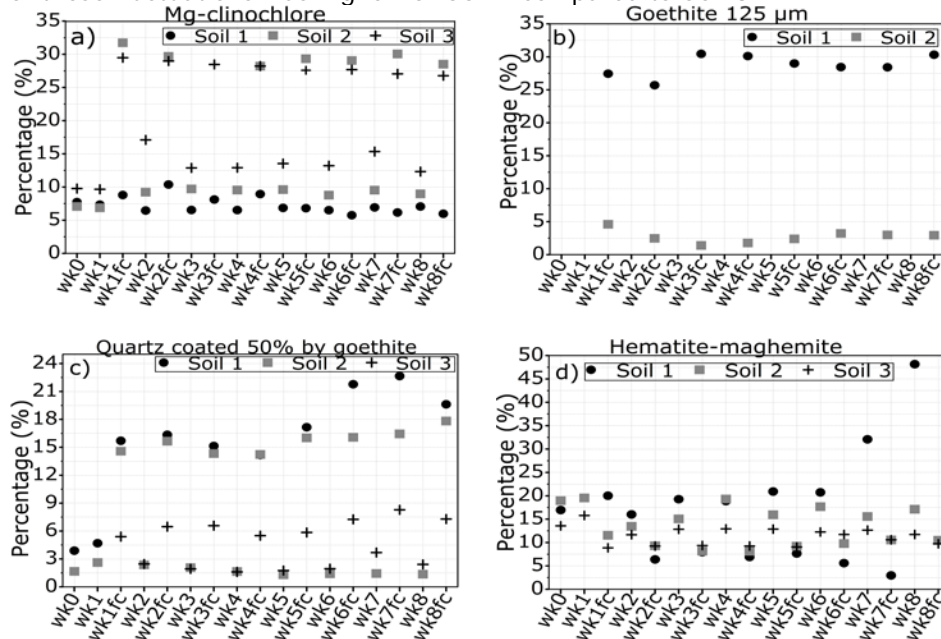 Mg-clinochlore
a) Soil 1 Soil 2 Soil 3
Percentage (%)
35
30
25
20
15
10
5
0
wk0 wk1 wk1fc wk2 wk2fc wk3 wk3fc wk4 wk4fc wk5 wk5fc wk6 wk6fc wk7 wk7fc wk8 wk8fc
Goethite 125 µm
b) Soil 1 Soil 2
Percentage (%)
35
30
25
20
15
10
5
0
wk0 wk1 wk1fc wk2 wk2fc wk3 wk3fc wk4 wk4fc wk5 w5fc wk6 wk6fc wk7 wk7fc wk8 wk8fc
Quartz coated 50% by goethite
c) Soil 1 Soil 2 Soil 3
Percentage (%)
24
21
18
15
12
9
6
3
0
wk0 wk1 wk1fc wk2 wk2fc wk3 wk3fc wk4 wk4fc wk5 wk5fc wk6 wk6fc wk7 wk7fc wk8 wk8fc
Hematite-maghemite
d) Soil 1 Soil 2 Soil 3
Percentage (%)
50
45
40
35
30
25
20
15
10
5
0
wk0 wk1 wk1fc wk2 wk2fc wk3 wk3fc wk4 wk4fc wk5 wk5fc wk6 wk6fc wk7 wk7fc wk8 wk8fc